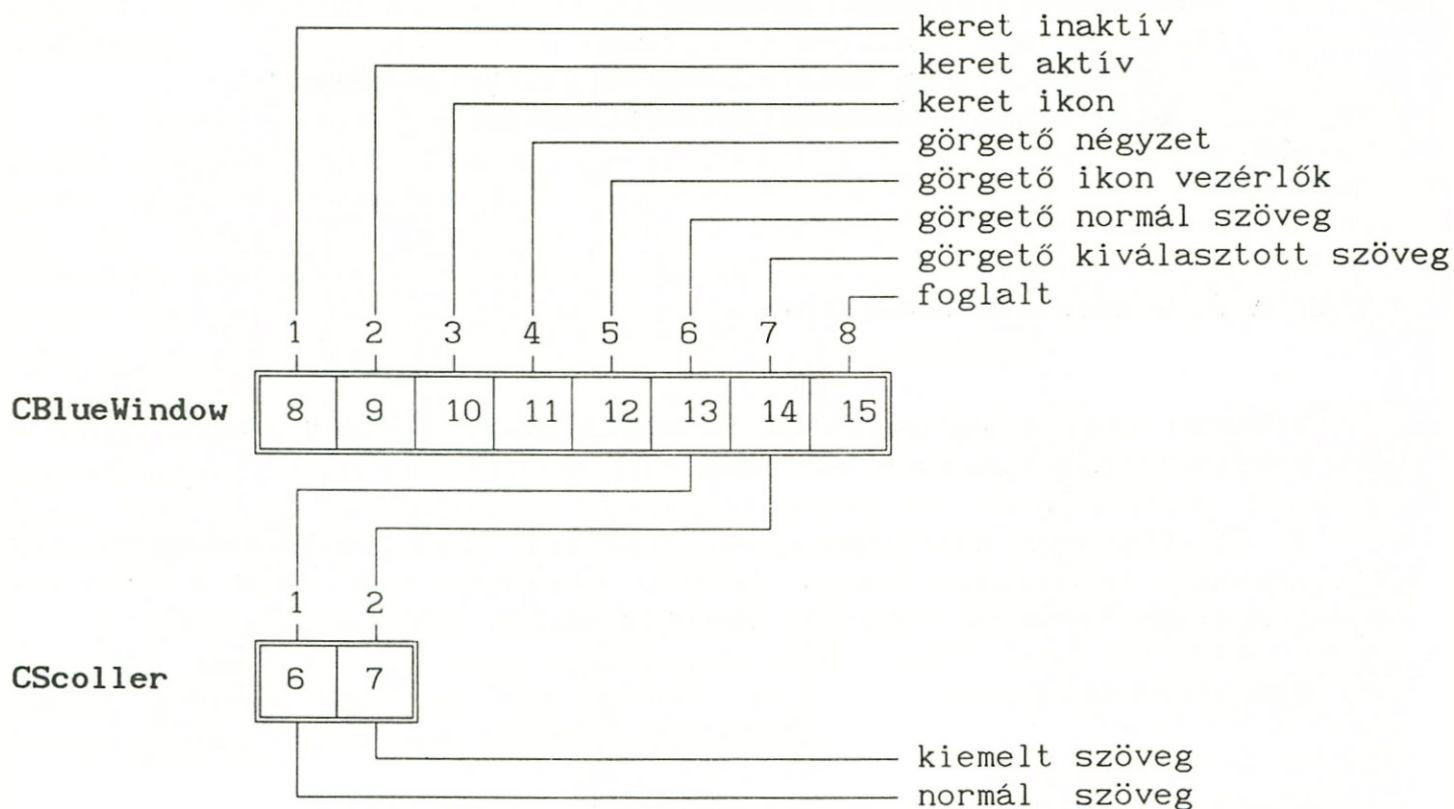 keret inaktív
keret aktív
keret ikon
görgető négyzet
görgető ikon vezérlők
görgető normál szöveg
görgető kiválasztott szöveg
foglalt
1 2 3 4 5 6 7 8
CBlueWindow 8 9 10 11 12 13 14 15
1 2
CScoller 6 7
kiemelt szöveg
normál szöveg